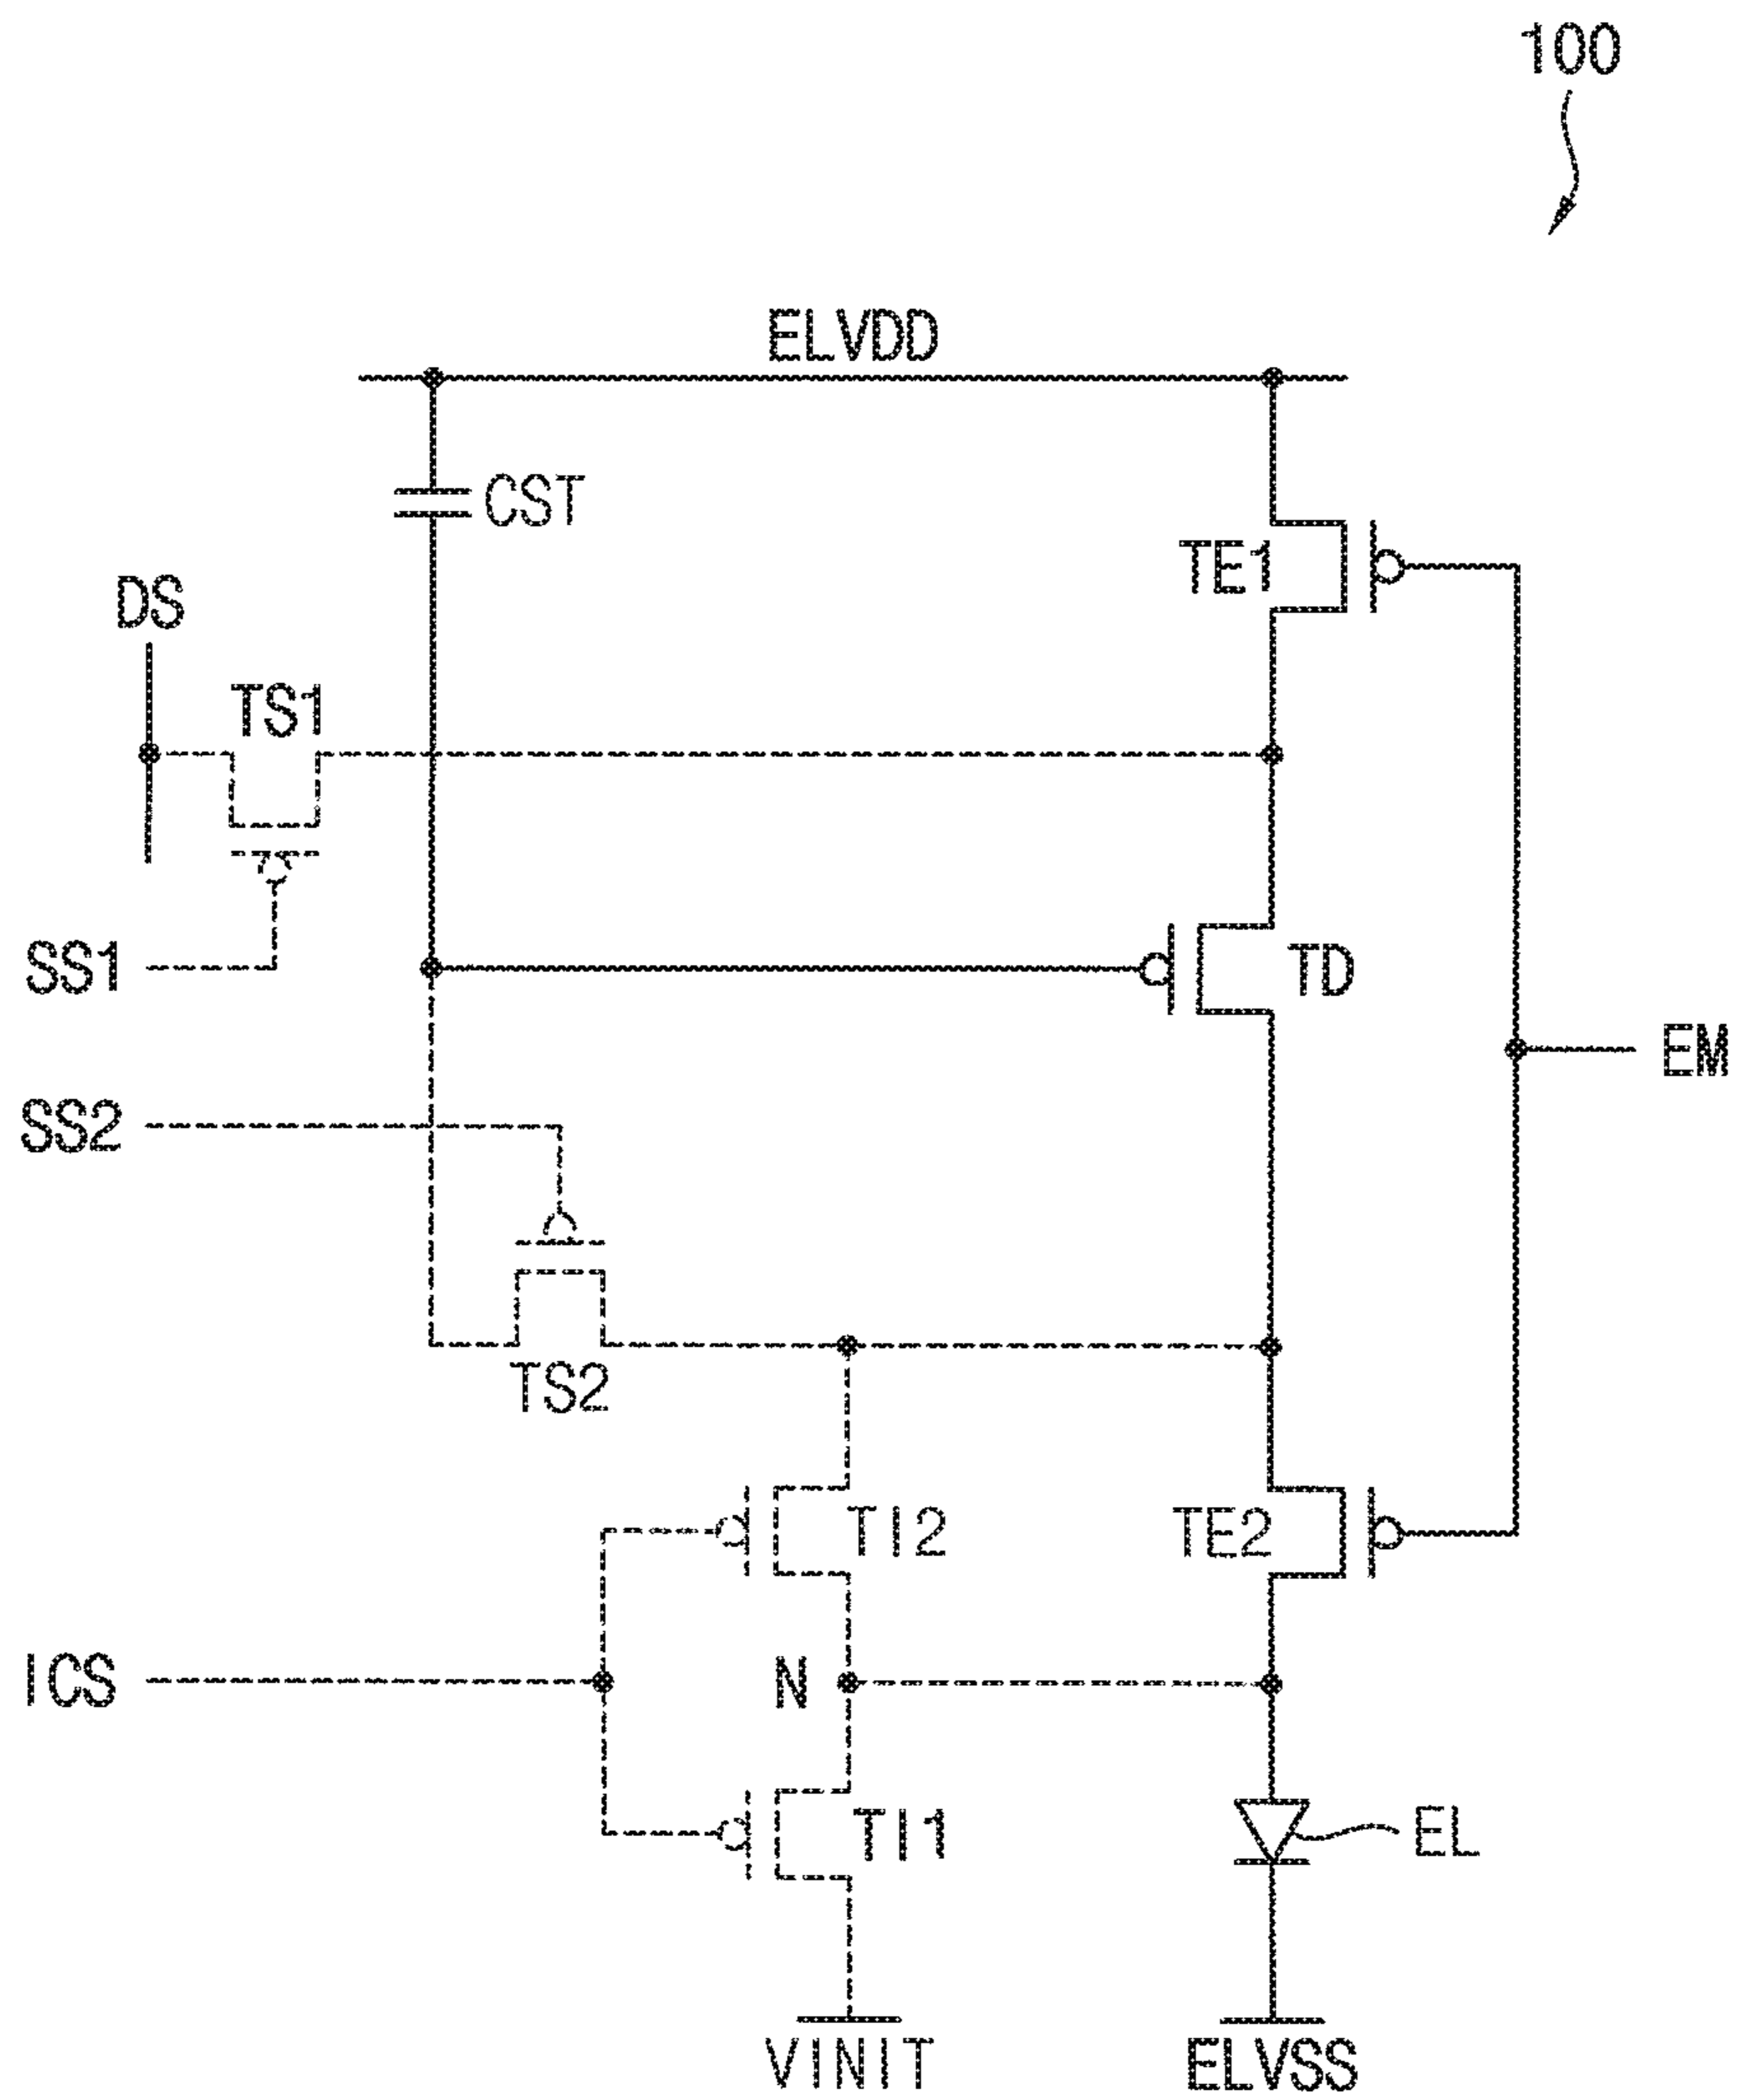 100
ELVDD
CST
TE1
DS
TS1
SS1
TD
EM
SS2
TS2
TI2
TE2
ICS
N
TI1
EL
VINIT
ELVSS